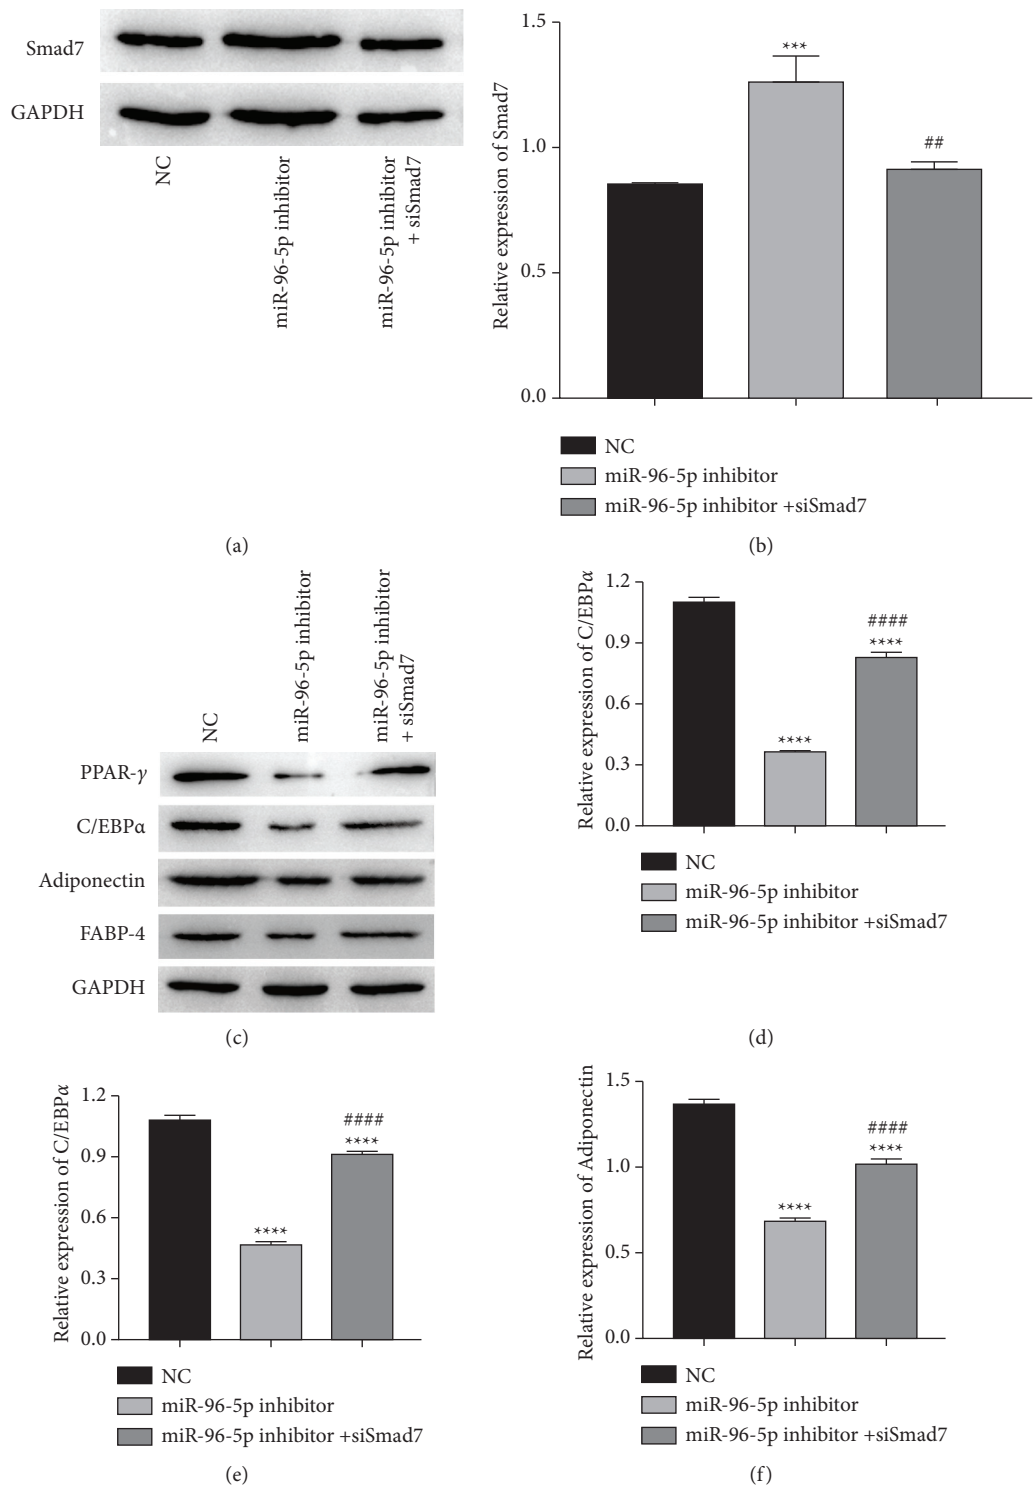 Smad7
GAPDH
NC
miR-96-5p inhibitor
miR-96-5p inhibitor
+ siSmad7
(a)
Relative expression of Smad7
1.5
1.0
0.5
0.0
***
##
NC
miR-96-5p inhibitor
miR-96-5p inhibitor +siSmad7
(b)
NC
miR-96-5p inhibitor
miR-96-5p inhibitor
+ siSmad7
PPAR-γ
C/EBPα
Adiponectin
FABP-4
GAPDH
(c)
Relative expression of C/EBPα
1.2
0.9
0.6
0.3
0.0
****
####
****
NC
miR-96-5p inhibitor
miR-96-5p inhibitor +siSmad7
(d)
Relative expression of C/EBPα
1.2
0.9
0.6
0.3
0.0
****
####
****
NC
miR-96-5p inhibitor
miR-96-5p inhibitor +siSmad7
(e)
Relative expression of Adiponectin
1.5
1.0
0.5
0.0
****
####
****
NC
miR-96-5p inhibitor
miR-96-5p inhibitor +siSmad7
(f)